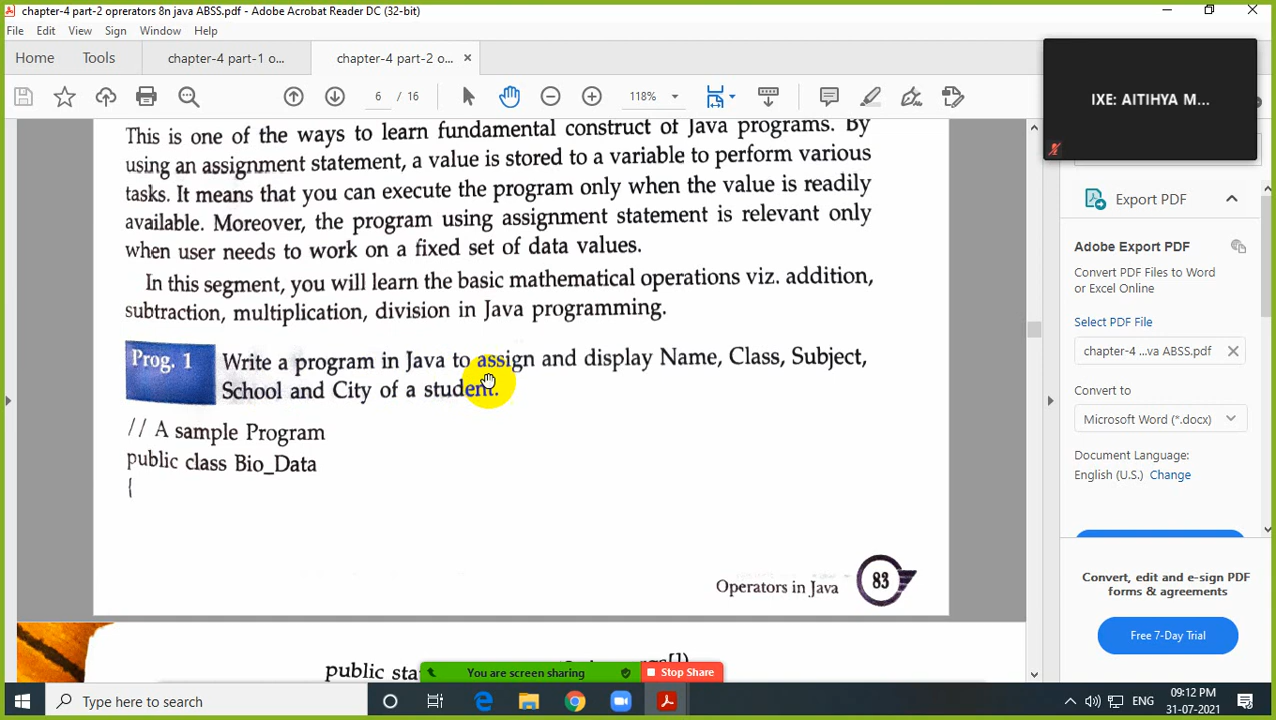 chapter-4 part-2 oprerators 8n java ABSS.pdf - Adobe Acrobat Reader DC (32-bit)
File Edit View Sign Window Help
Home Tools chapter-4 part-1 o... chapter-4 part-2 o...
6 / 16 118%
IXE: AITIHYA M...
This is one of the ways to learn fundamental construct of Java programs. By
using an assignment statement, a value is stored to a variable to perform various
tasks. It means that you can execute the program only when the value is readily
available. Moreover, the program using assignment statement is relevant only
when user needs to work on a fixed set of data values.
In this segment, you will learn the basic mathematical operations viz. addition,
subtraction, multiplication, division in Java programming.
Prog. 1 Write a program in Java to assign and display Name, Class, Subject,
School and City of a student.
// A sample Program
public class Bio_Data
{
Operators in Java 83
public sta
Export PDF
Adobe Export PDF
Convert PDF Files to Word
or Excel Online
Select PDF File
chapter-4 ...va ABSS.pdf
Convert to
Microsoft Word (*.docx)
Document Language:
English (U.S.) Change
Convert, edit and e-sign PDF
forms & agreements
Free 7-Day Trial
You are screen sharing Stop Share
Type here to search
ENG
09:12 PM
31-07-2021